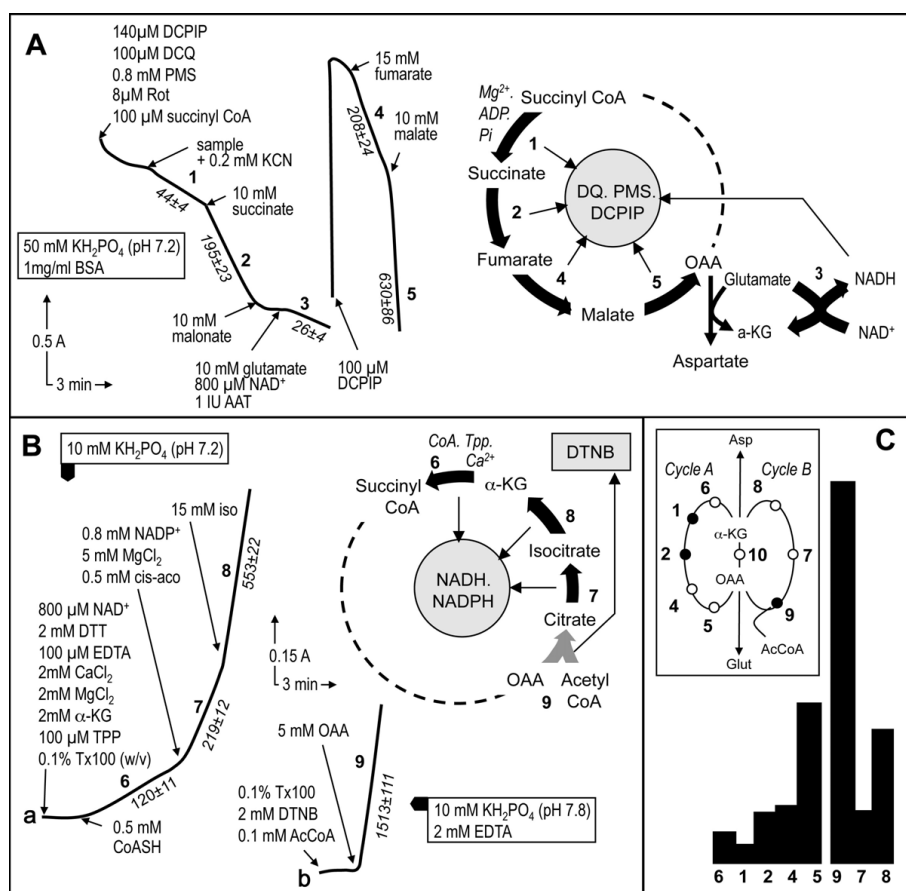 A
140µM DCPIP
100µM DCQ
0.8 mM PMS
8µM Rot
100 µM succinyl CoA
sample
+ 0.2 mM KCN
1
44±4
10 mM
succinate
50 mM KH₂PO₄ (pH 7.2)
1mg/ml BSA
2
195±23
3
26±4
10 mM
malonate
10 mM glutamate
800 µM NAD⁺
1 IU AAT
0.5 A
3 min
15 mM
fumarate
4
208±24
10 mM
malate
630±86
5
100 µM
DCPIP
Mg²⁺.
ADP.
Pi
Succinyl CoA
1
Succinate
DQ. PMS.
DCPIP
2
Fumarate
4
5
Malate
OAA
Glutamate
3
NADH
a-KG
NAD⁺
Aspartate
B
10 mM KH₂PO₄ (pH 7.2)
15 mM iso
0.8 mM NADP⁺
5 mM MgCl₂
0.5 mM cis-aco
8
553±22
800 µM NAD⁺
2 mM DTT
100 µM EDTA
2mM CaCl₂
2mM MgCl₂
2mM α-KG
100 µM TPP
0.1% Tx100 (w/v)
7
219±12
6
120±11
a
0.5 mM
CoASH
0.15 A
3 min
5 mM OAA
9
1513±111
0.1% Tx100
2 mM DTNB
0.1 mM AcCoA
b
10 mM KH₂PO₄ (pH 7.8)
2 mM EDTA
CoA. Tpp.
Ca²⁺
6
DTNB
Succinyl
CoA
α-KG
8
Isocitrate
NADH.
NADPH
7
Citrate
OAA
Acetyl
CoA
9
C
Asp
Cycle A
Cycle B
6
8
1
α-KG
2
10
7
OAA
4
9
5
AcCoA
Glut
6 1 2 4 5 9 7 8